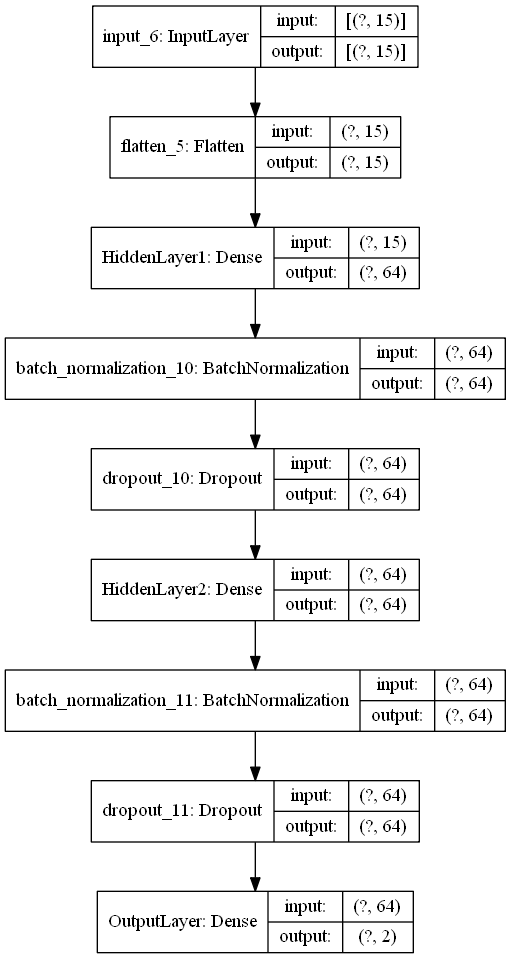 input_6: InputLayer
input: [(?, 15)]
output: [(?, 15)]
flatten_5: Flatten
input: (?, 15)
output: (?, 15)
HiddenLayer1: Dense
input: (?, 15)
output: (?, 64)
batch_normalization_10: BatchNormalization
input: (?, 64)
output: (?, 64)
dropout_10: Dropout
input: (?, 64)
output: (?, 64)
HiddenLayer2: Dense
input: (?, 64)
output: (?, 64)
batch_normalization_11: BatchNormalization
input: (?, 64)
output: (?, 64)
dropout_11: Dropout
input: (?, 64)
output: (?, 64)
OutputLayer: Dense
input: (?, 64)
output: (?, 2)